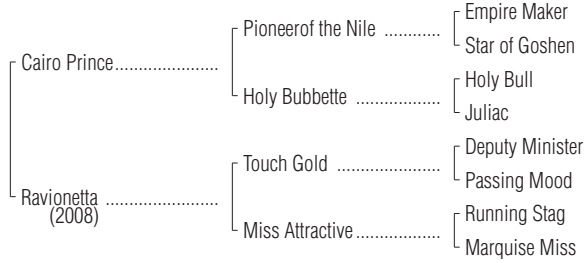 Cairo Prince....................
Pioneerof the Nile ............
Empire Maker
Star of Goshen
Holy Bubbette .................
Holy Bull
Juliac
Ravionetta ......................
(2008)
Touch Gold .....................
Deputy Minister
Passing Mood
Miss Attractive.................
Running Stag
Marquise Miss